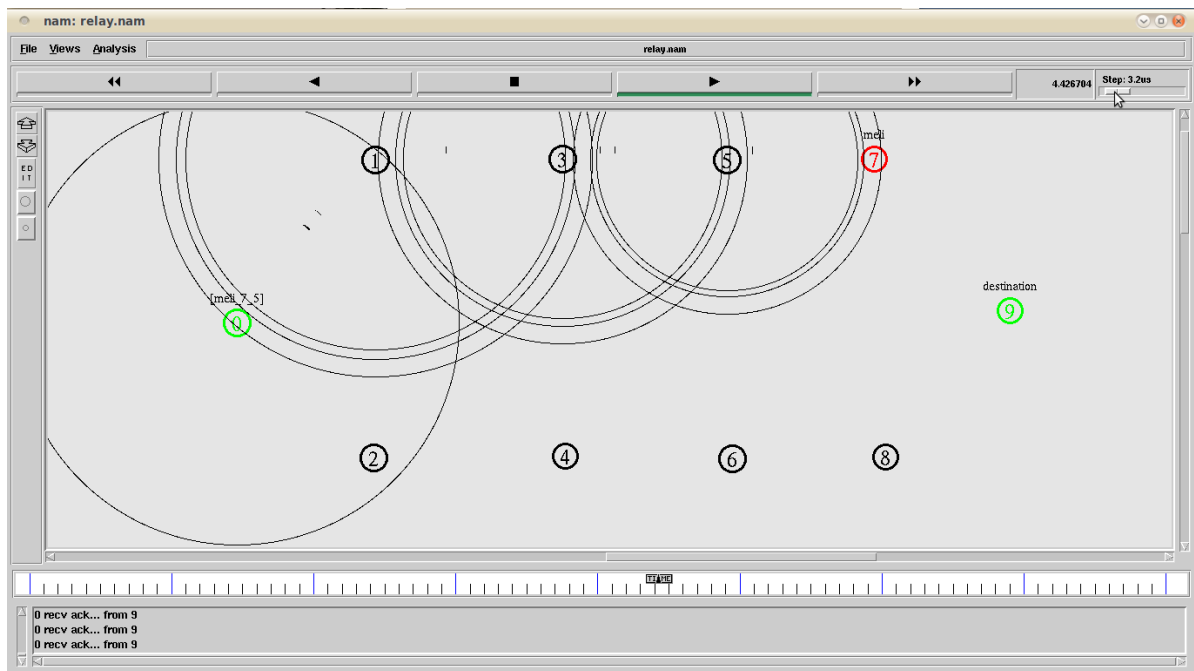 nam: relay.nam
File Views Analysis relay.nam
4.426704 Step: 3.2us
ED
IT
meli
1 3 5 7
[meli_7_5]
destination
0 9
2 4 6 8
TIME
0 recv ack... from 9
0 recv ack... from 9
0 recv ack... from 9